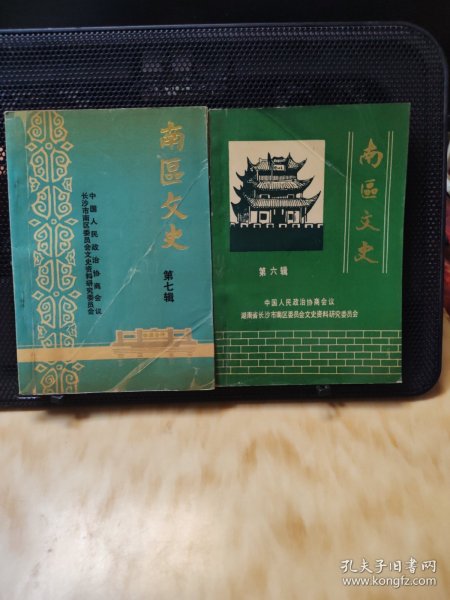 南區文史
第七辑
中国人民政治协商会议
长沙市南区委员会文史资料研究委员会
南區文史
第六辑
中国人民政治协商会议
湖南省长沙市南区委员会文史资料研究委员会
孔夫子旧书网
www.kongfz.com